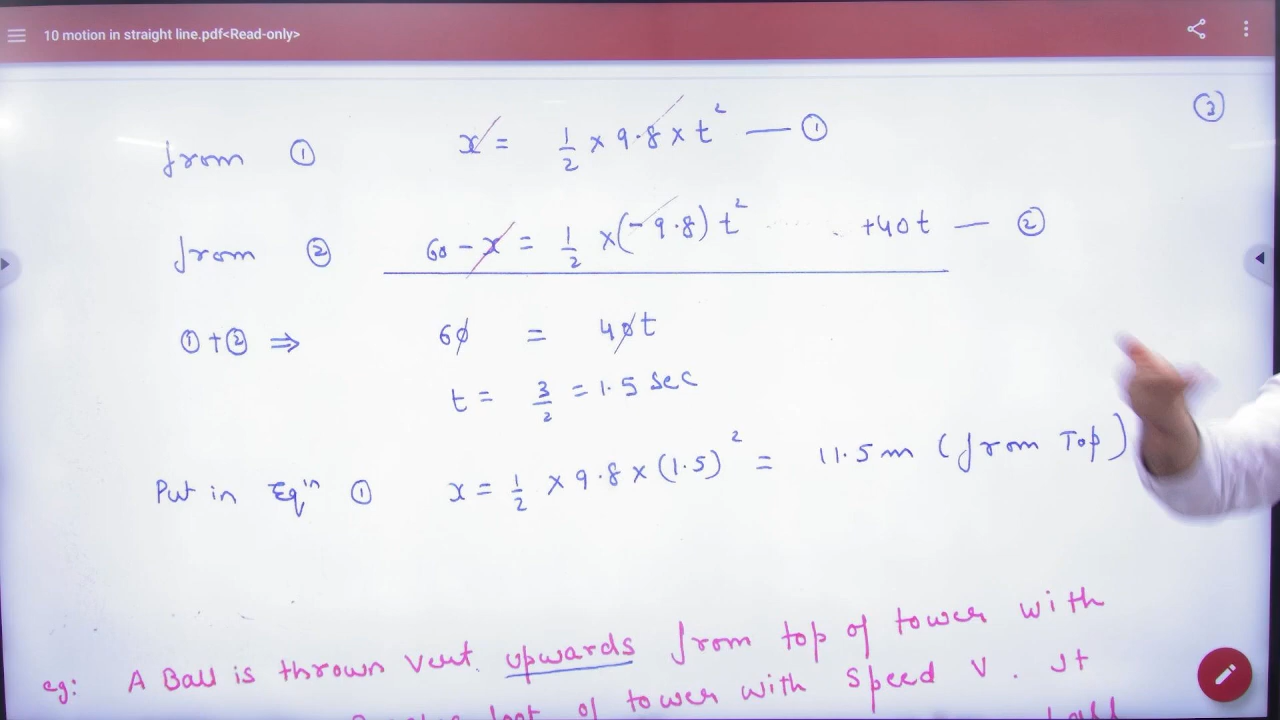 10 motion in straight line.pdf<Read-only>
③
from ① x = 1/2 × 9.8 × t² — ①
from ② 60 - x = 1/2 × (-9.8) t² +40t — ②
① + ② ⇒ 60 = 40t
t = 3/2 = 1.5 sec
Put in Eqⁿ ① x = 1/2 × 9.8 × (1.5)² = 11.5m (from Top)
eg: A Ball is thrown vert. upwards from top of tower with
foot of tower with speed v. It
ball